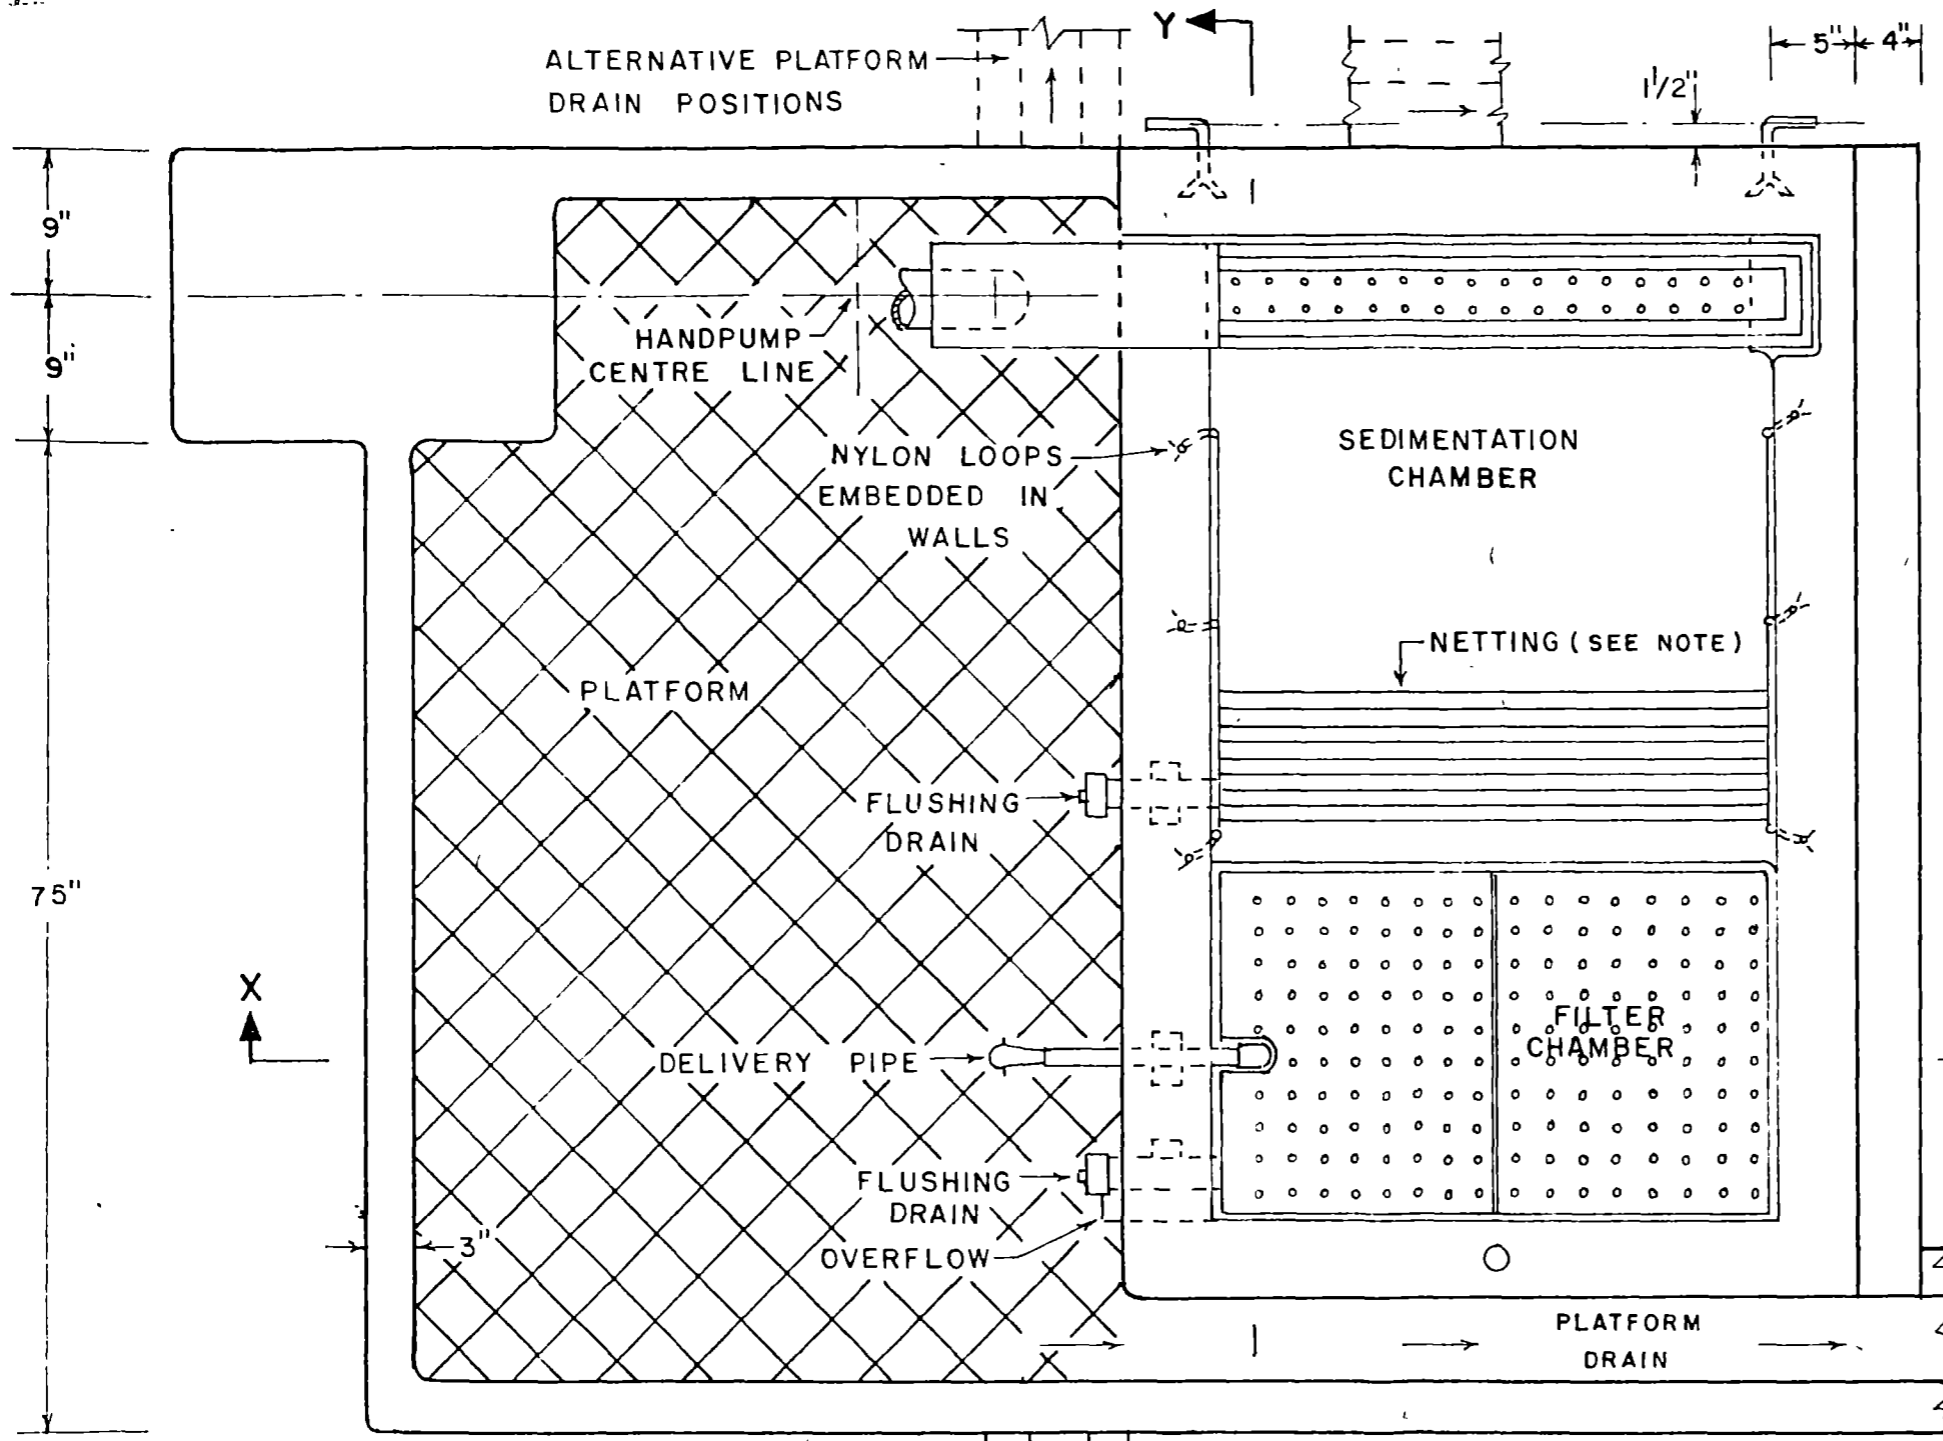 Y
5"
4"
ALTERNATIVE PLATFORM
DRAIN POSITIONS
1 1/2"
9"
9"
HANDPUMP
CENTRE LINE
NYLON LOOPS
EMBEDDED IN
WALLS
SEDIMENTATION
CHAMBER
NETTING (SEE NOTE)
PLATFORM
FLUSHING
DRAIN
75"
X
FILTER
CHAMBER
DELIVERY PIPE
FLUSHING
DRAIN
3"
OVERFLOW
PLATFORM
DRAIN